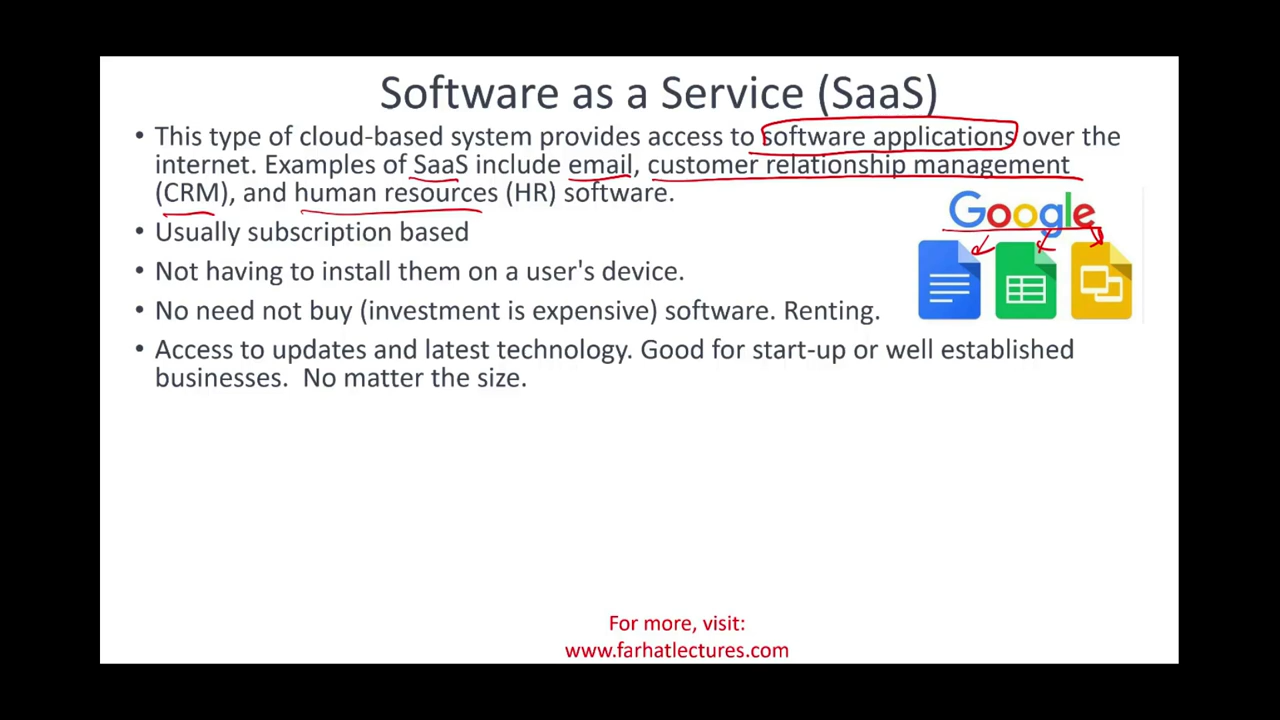 Software as a Service (SaaS)
• This type of cloud-based system provides access to software applications over the
internet. Examples of SaaS include email, customer relationship management
(CRM), and human resources (HR) software.
Google
• Usually subscription based
• Not having to install them on a user's device.
• No need not buy (investment is expensive) software. Renting.
• Access to updates and latest technology. Good for start-up or well established
businesses.  No matter the size.
For more, visit:
www.farhatlectures.com